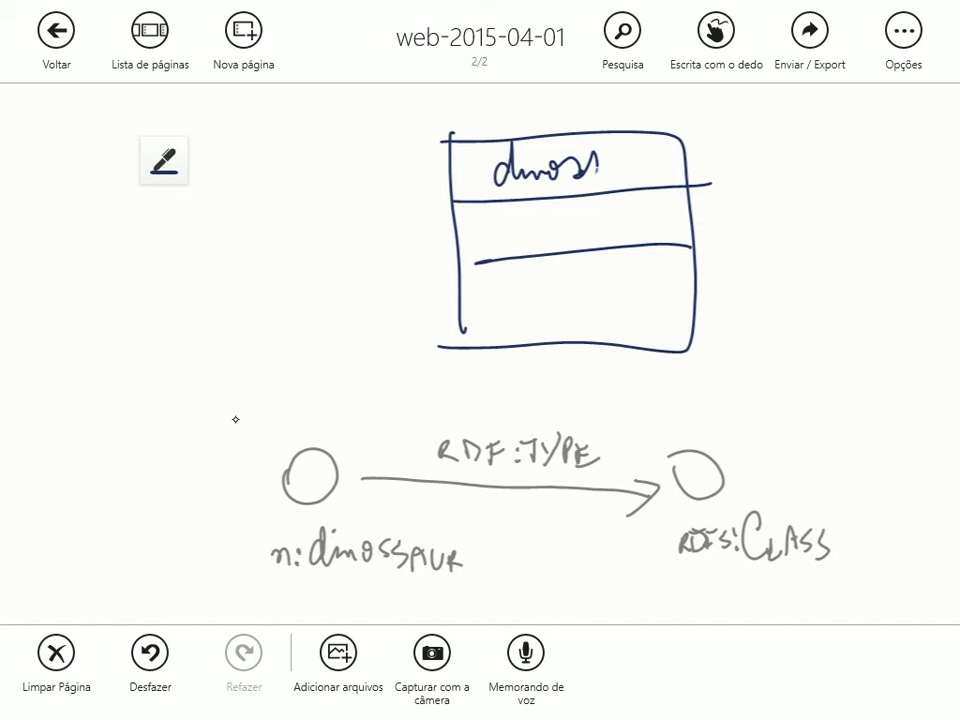 Voltar
Lista de páginas
Nova página
web-2015-04-01
2/2
Pesquisa
Escrita com o dedo
Enviar / Export
Opções
dinoss
RDF:TYPE
n:dinossAUR
RDFS:CLASS
Limpar Página
Desfazer
Refazer
Adicionar arquivos
Capturar com a
câmera
Memorando de
voz